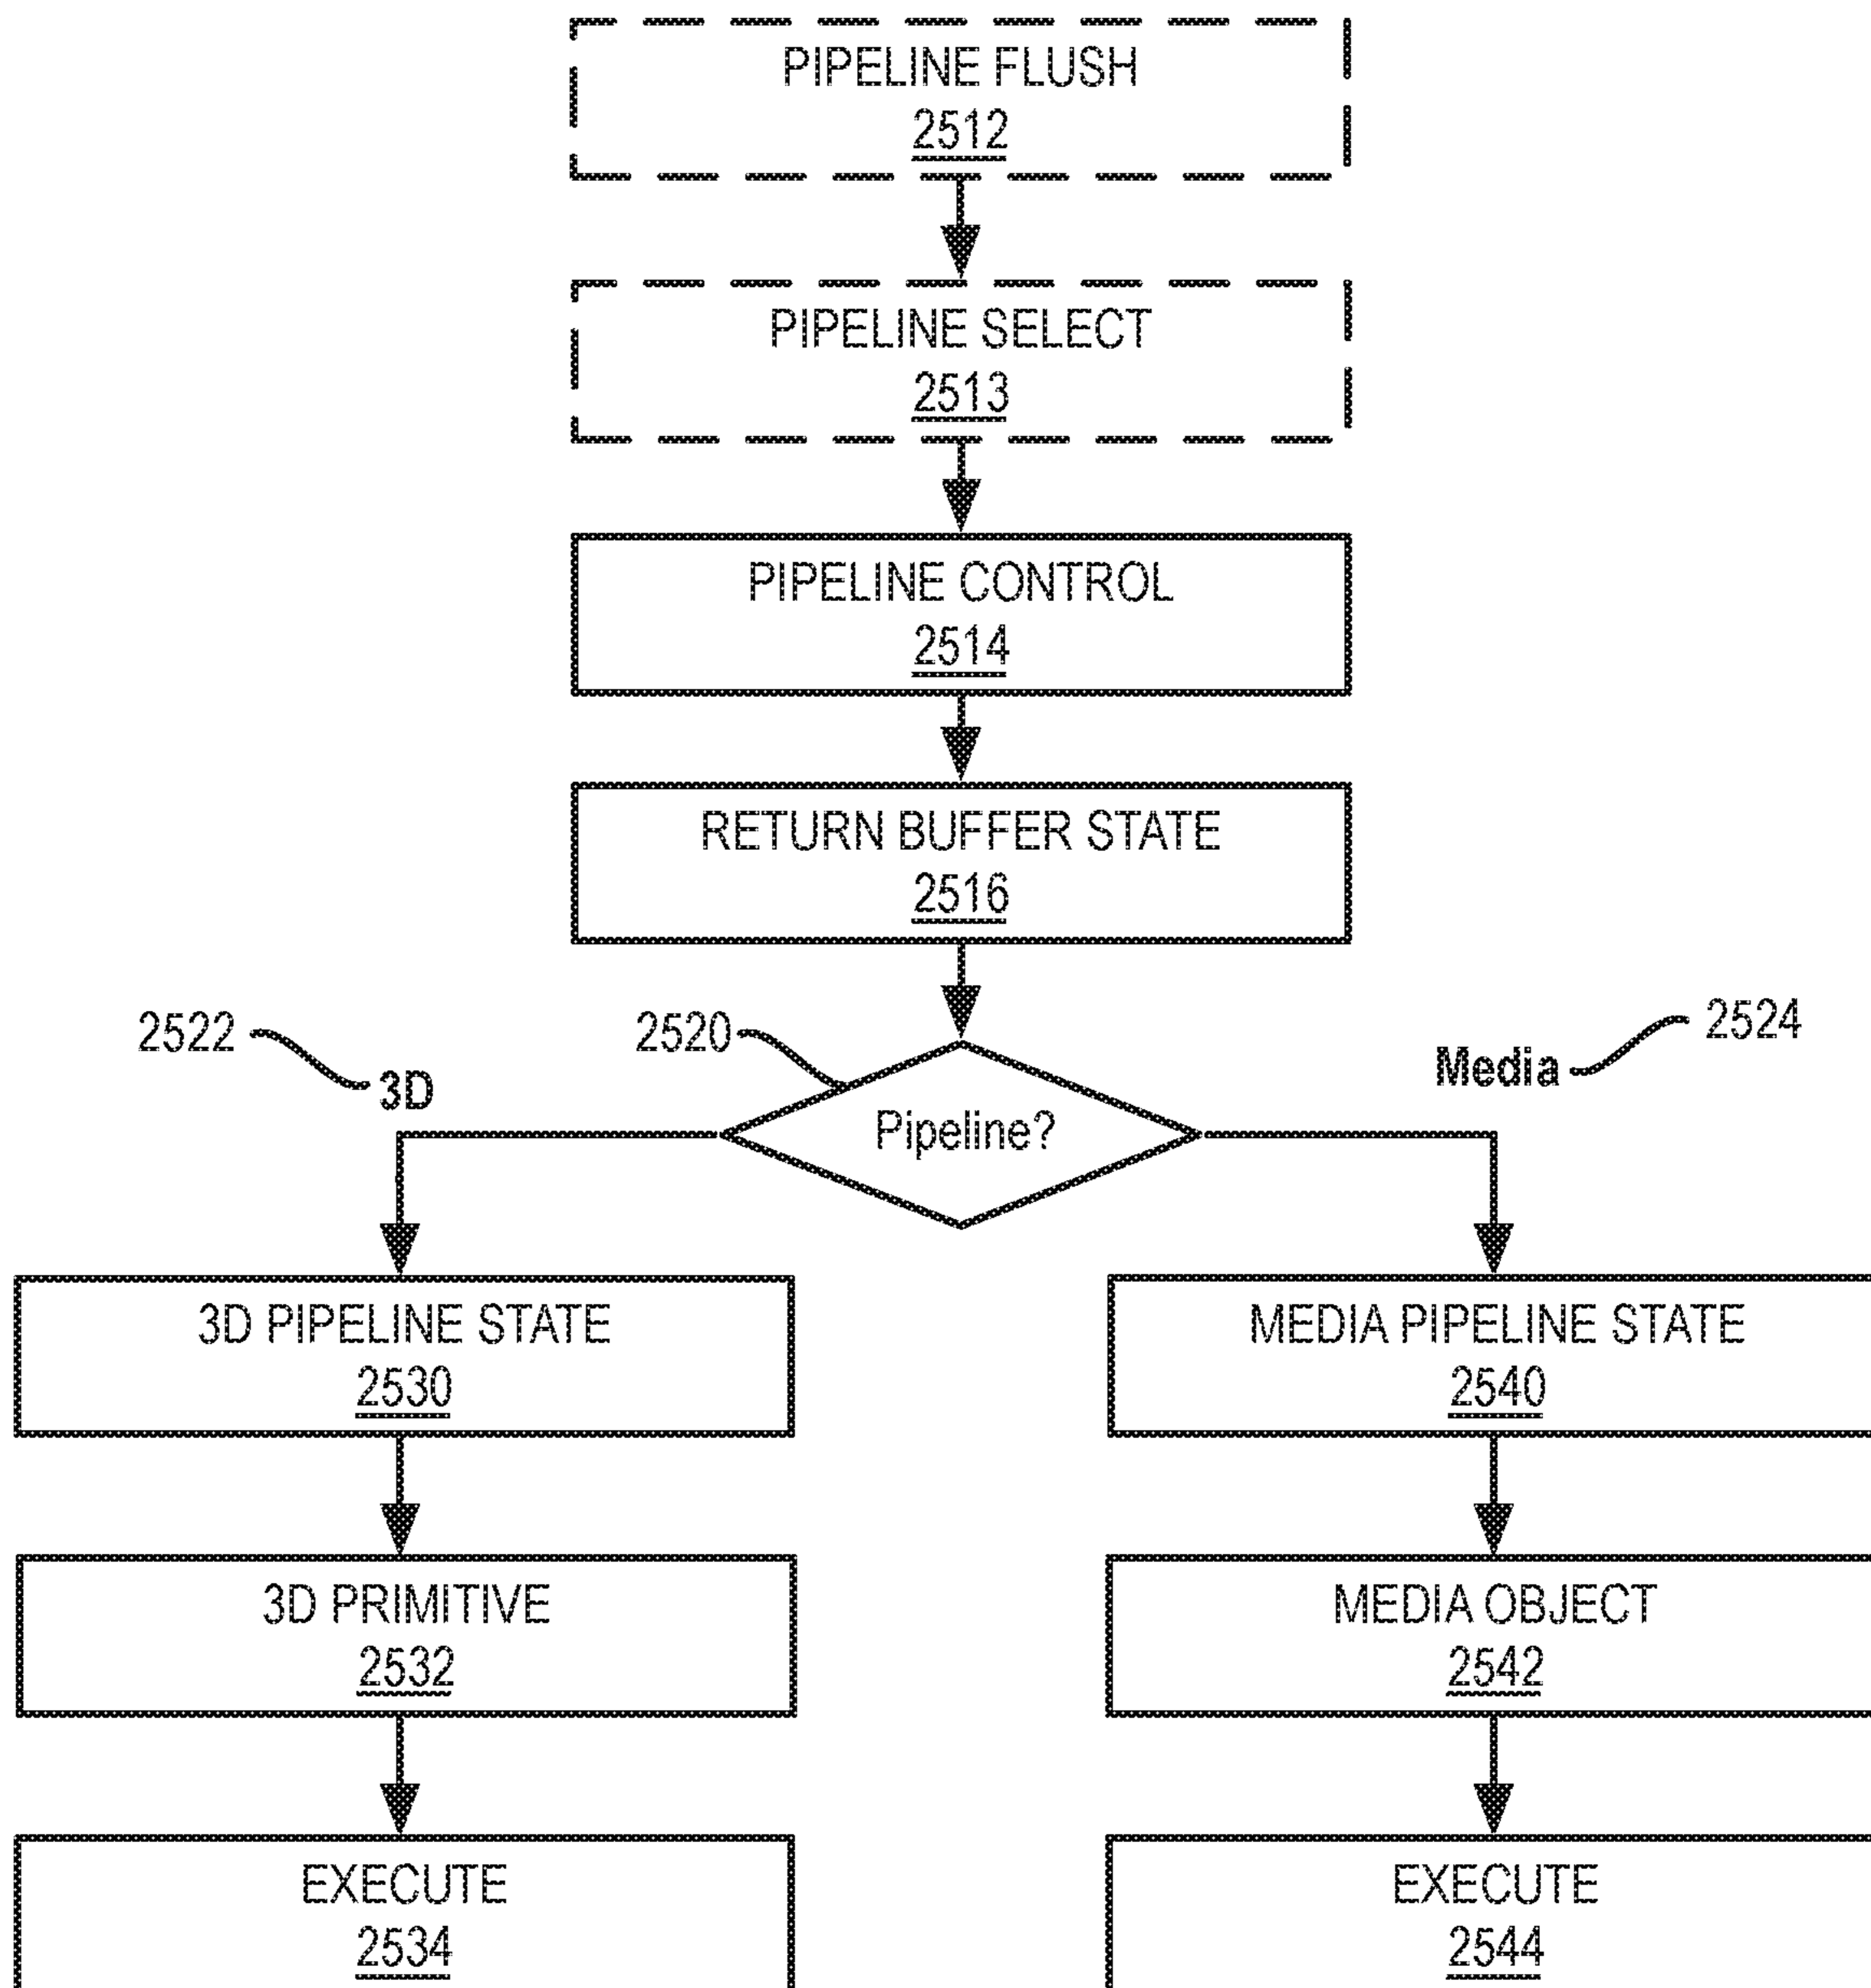 PIPELINE FLUSH
2512
PIPELINE SELECT
2513
PIPELINE CONTROL
2514
RETURN BUFFER STATE
2516
2522
3D
2520
Pipeline?
Media
2524
3D PIPELINE STATE
2530
MEDIA PIPELINE STATE
2540
3D PRIMITIVE
2532
MEDIA OBJECT
2542
EXECUTE
2534
EXECUTE
2544